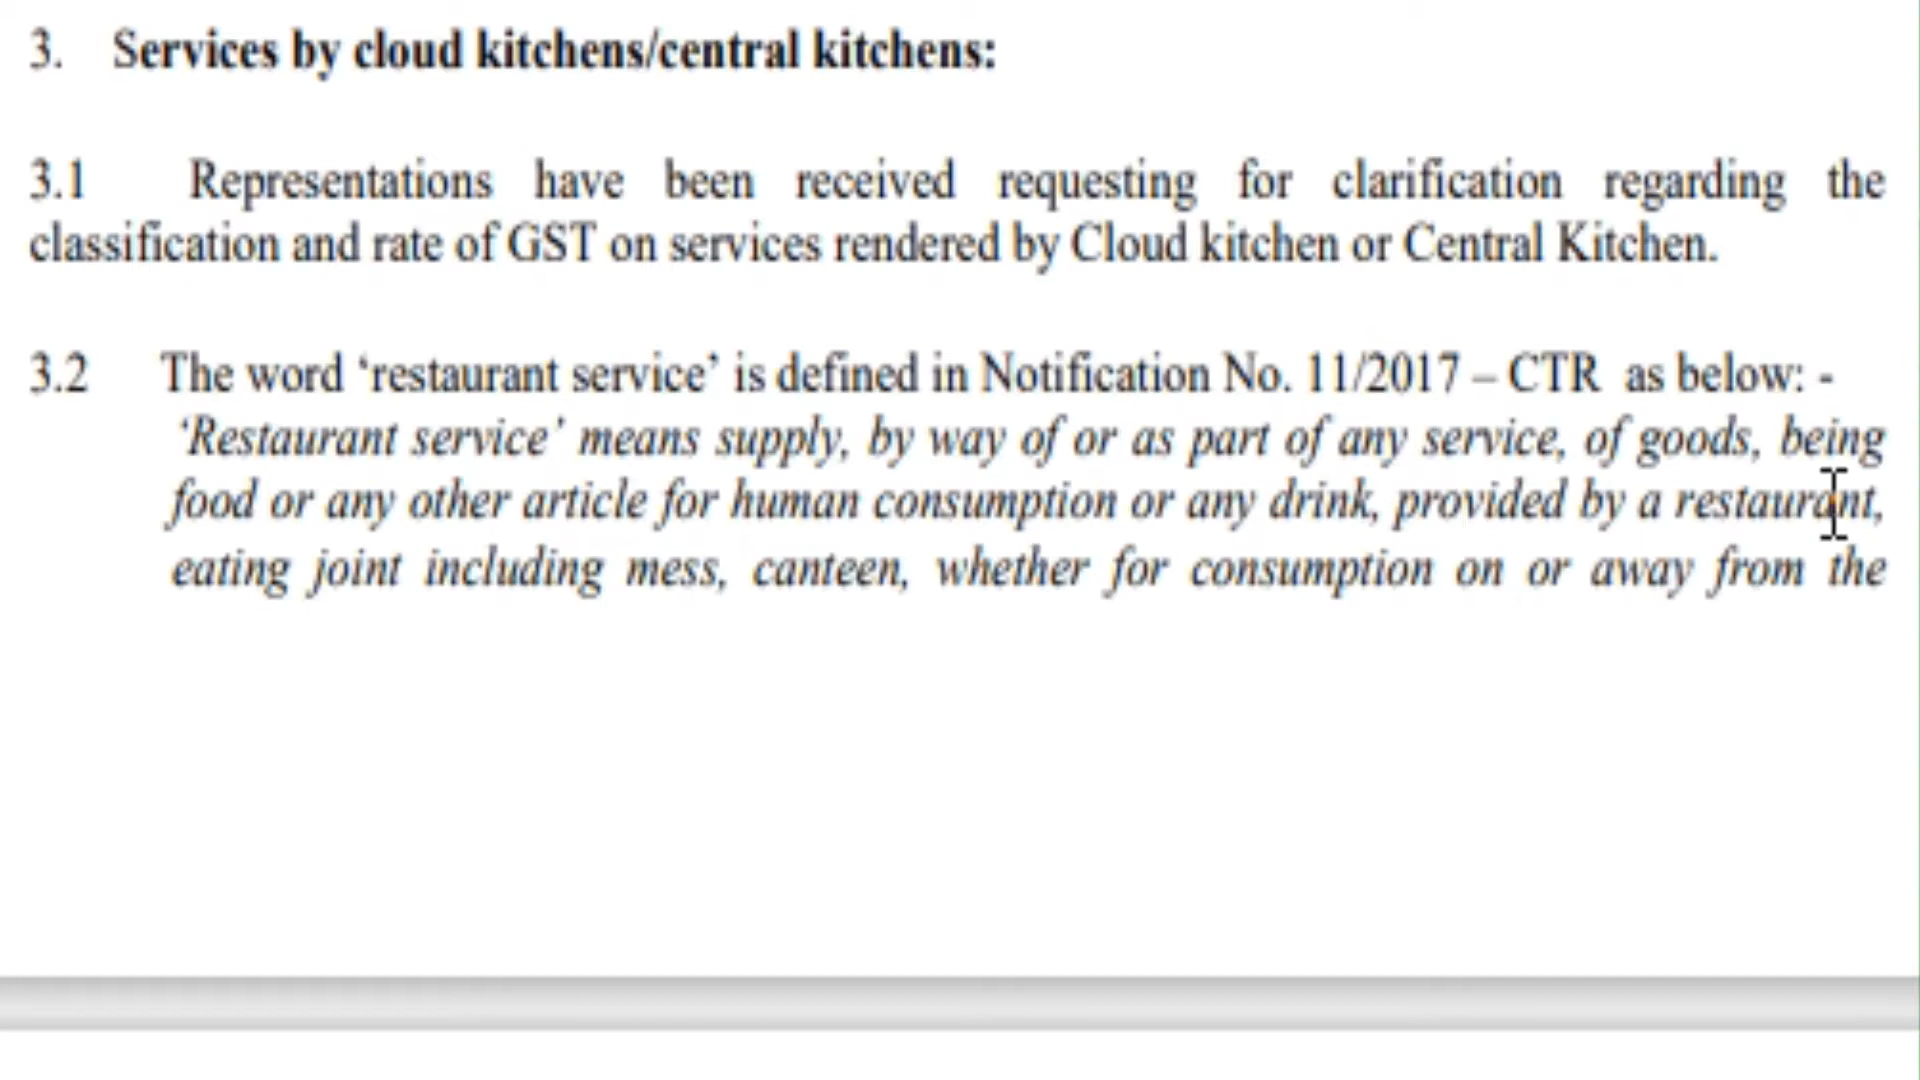 3. Services by cloud kitchens/central kitchens:
3.1 Representations have been received requesting for clarification regarding the
classification and rate of GST on services rendered by Cloud kitchen or Central Kitchen.
3.2 The word ‘restaurant service’ is defined in Notification No. 11/2017 – CTR as below: -
‘Restaurant service’ means supply, by way of or as part of any service, of goods, being
food or any other article for human consumption or any drink, provided by a restaurant,
eating joint including mess, canteen, whether for consumption on or away from the